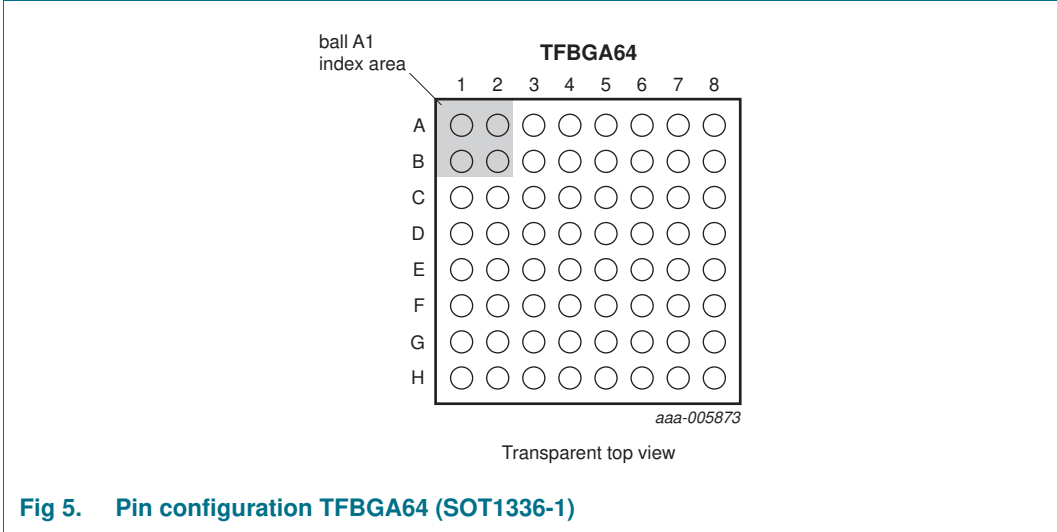 ball A1
index area
TFBGA64
1 2 3 4 5 6 7 8
A
B
C
D
E
F
G
H
aaa-005873
Transparent top view
Fig 5. Pin configuration TFBGA64 (SOT1336-1)